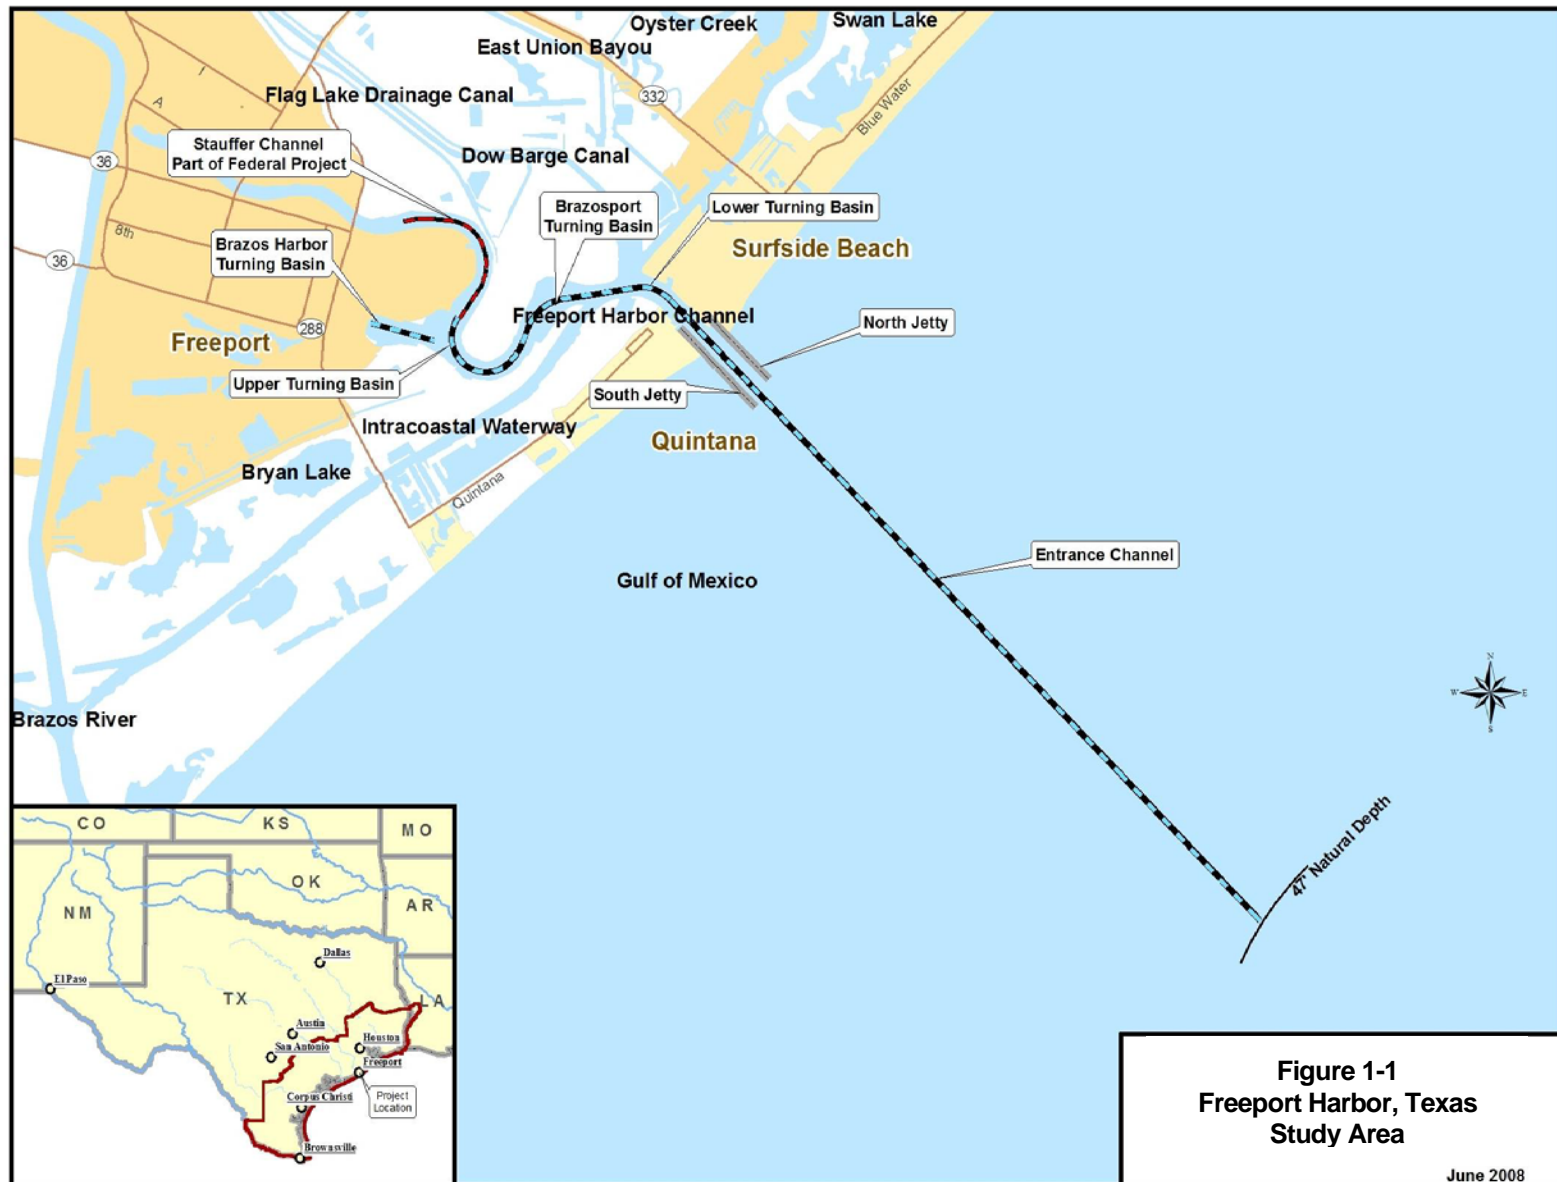 Oyster Creek
Swan Lake
East Union Bayou
Flag Lake Drainage Canal
332
Blue Water
A
I
Stauffer Channel
Part of Federal Project
Dow Barge Canal
36
Brazosport
Turning Basin
Lower Turning Basin
8th
Brazos Harbor
Turning Basin
Surfside Beach
36
Freeport Harbor Channel
North Jetty
288
Freeport
Upper Turning Basin
South Jetty
Intracoastal Waterway
Quintana
Bryan Lake
Quintana
Entrance Channel
Gulf of Mexico
N
W
E
S
Brazos River
47' Natural Depth
CO
KS
MO
OK
AR
NM
Dallas
El Paso
TX
LA
Austin
San Antonio
Houston
Freeport
Corpus Christi
Project
Location
Brownsville
Figure 1-1
Freeport Harbor, Texas
Study Area
June 2008